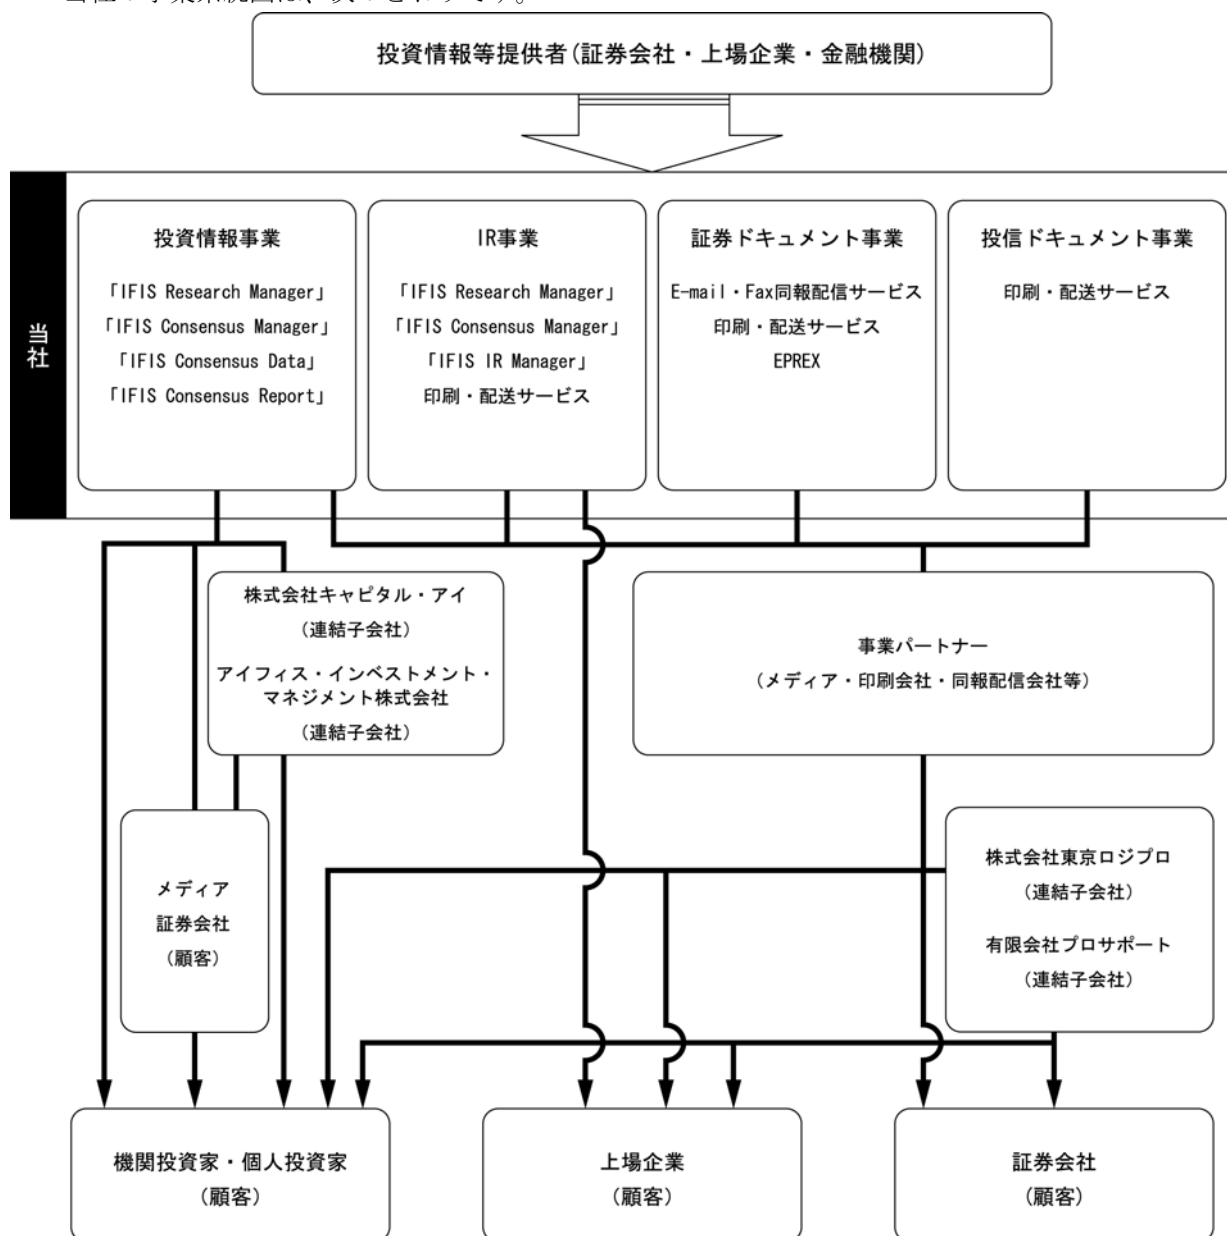 当社の事業系統図は、次のとおりです。
投資情報等提供者(証券会社・上場企業・金融機関)
当社
投資情報事業
「IFIS Research Manager」
「IFIS Consensus Manager」
「IFIS Consensus Data」
「IFIS Consensus Report」
IR事業
「IFIS Research Manager」
「IFIS Consensus Manager」
「IFIS IR Manager」
印刷・配送サービス
証券ドキュメント事業
E-mail・Fax同報配信サービス
印刷・配送サービス
EPREX
投信ドキュメント事業
印刷・配送サービス
株式会社キャピタル・アイ
(連結子会社)
アイフィス・インベストメント・
マネジメント株式会社
(連結子会社)
事業パートナー
(メディア・印刷会社・同報配信会社等)
メディア
証券会社
(顧客)
株式会社東京ロジプロ
(連結子会社)
有限会社プロサポート
(連結子会社)
機関投資家・個人投資家
(顧客)
上場企業
(顧客)
証券会社
(顧客)